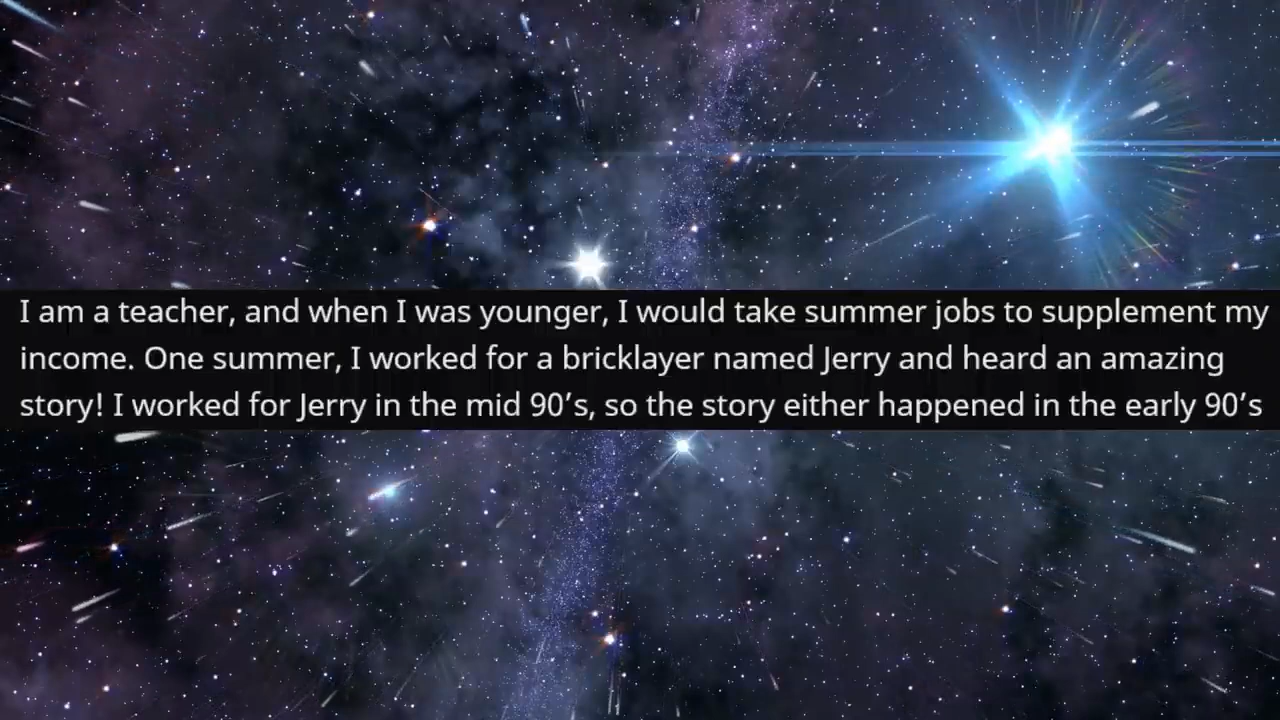 I am a teacher, and when I was younger, I would take summer jobs to supplement my
income. One summer, I worked for a bricklayer named Jerry and heard an amazing
story! I worked for Jerry in the mid 90’s, so the story either happened in the early 90’s